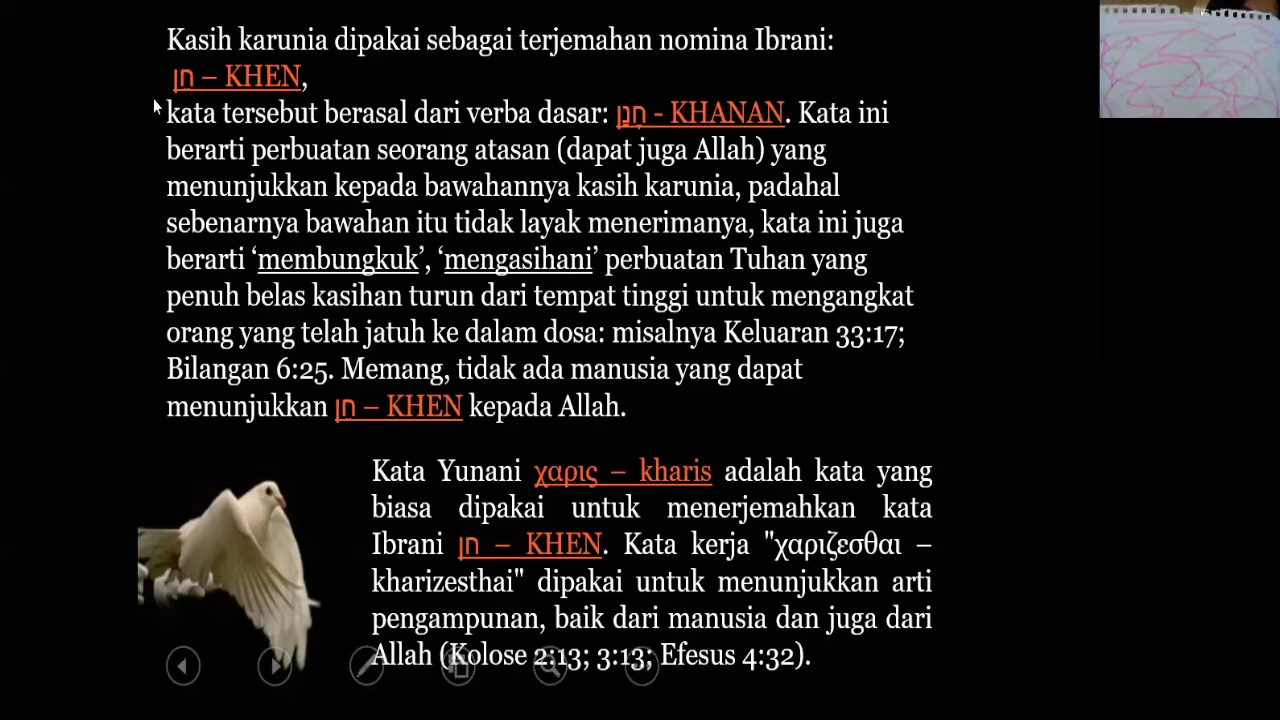 Kasih karunia dipakai sebagai terjemahan nomina Ibrani:
חֵן – KHEN,
kata tersebut berasal dari verba dasar: חָנַן - KHANAN. Kata ini
berarti perbuatan seorang atasan (dapat juga Allah) yang
menunjukkan kepada bawahannya kasih karunia, padahal
sebenarnya bawahan itu tidak layak menerimanya, kata ini juga
berarti ‘membungkuk’, ‘mengasihani’ perbuatan Tuhan yang
penuh belas kasihan turun dari tempat tinggi untuk mengangkat
orang yang telah jatuh ke dalam dosa: misalnya Keluaran 33:17;
Bilangan 6:25. Memang, tidak ada manusia yang dapat
menunjukkan חֵן – KHEN kepada Allah.
Kata Yunani χαρις – kharis adalah kata yang
biasa dipakai untuk menerjemahkan kata
Ibrani חֵן – KHEN. Kata kerja "χαριζεσθαι –
kharizesthai" dipakai untuk menunjukkan arti
pengampunan, baik dari manusia dan juga dari
Allah (Kolose 2:13; 3:13; Efesus 4:32).